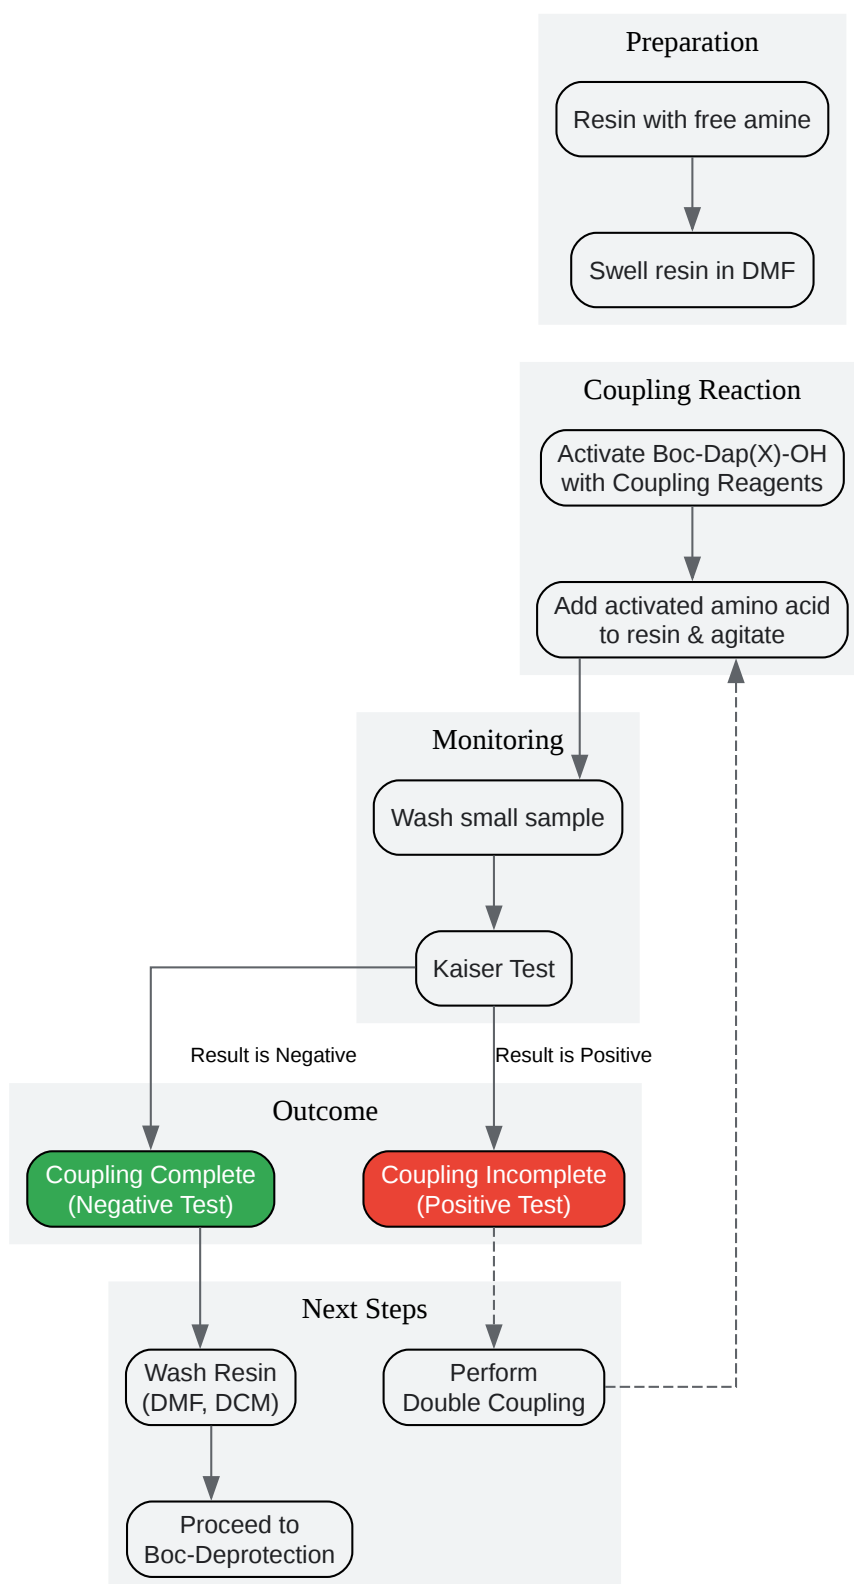 Preparation
Resin with free amine
Swell resin in DMF
Coupling Reaction
Activate Boc-Dap(X)-OH
with Coupling Reagents
Add activated amino acid
to resin & agitate
Monitoring
Wash small sample
Kaiser Test
Result is Negative
Result is Positive
Outcome
Coupling Complete
(Negative Test)
Coupling Incomplete
(Positive Test)
Next Steps
Wash Resin
(DMF, DCM)
Perform
Double Coupling
Proceed to
Boc-Deprotection